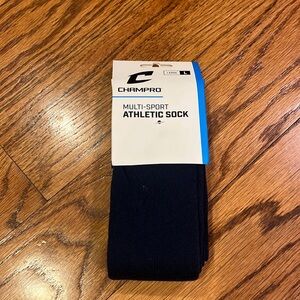 L
CHAMPRO
MULTI-SPORT
ATHLETIC SOCK